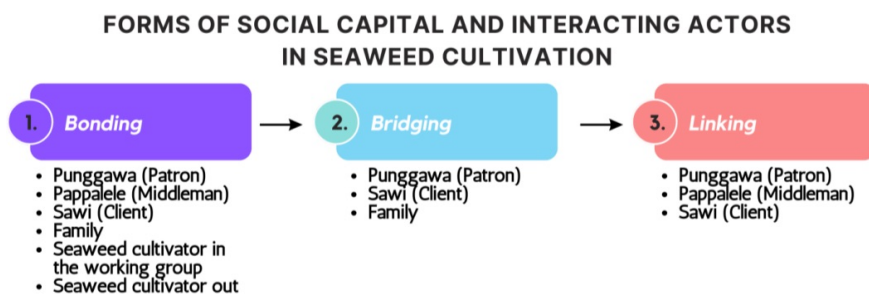 FORMS OF SOCIAL CAPITAL AND INTERACTING ACTORS
IN SEAWEED CULTIVATION
1. Bonding
• Punggawa (Patron)
• Pappalele (Middleman)
• Sawi (Client)
• Family
• Seaweed cultivator in
the working group
• Seaweed cultivator out
2. Bridging
• Punggawa (Patron)
• Sawi (Client)
• Family
3. Linking
• Punggawa (Patron)
• Pappalele (Middleman)
• Sawi (Client)